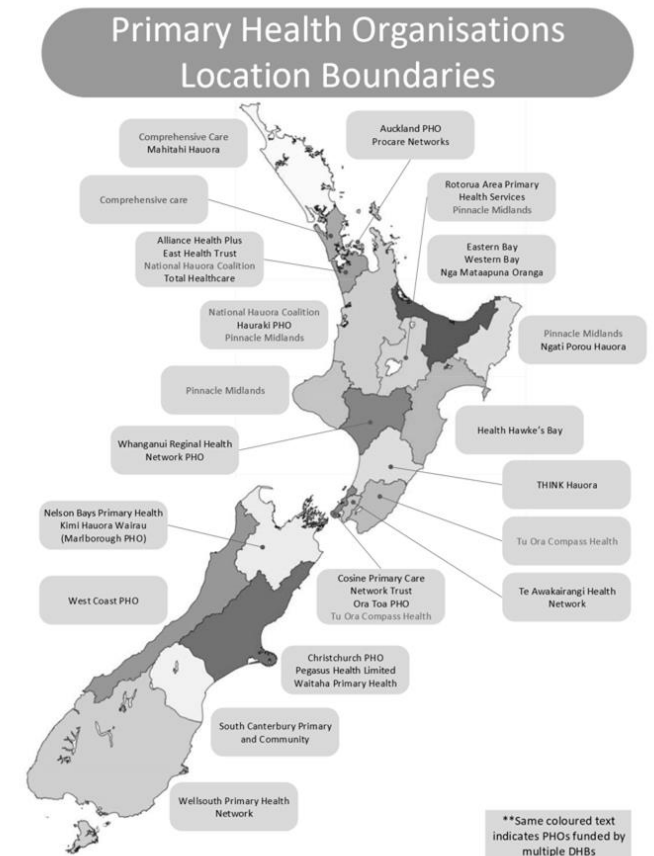 Primary Health Organisations
Location Boundaries
Comprehensive Care
Mahitahi Hauora
Auckland PHO
Procare Networks
Comprehensive care
Rotorua Area Primary
Health Services
Pinnacle Midlands
Alliance Health Plus
East Health Trust
National Hauora Coalition
Total Healthcare
Eastern Bay
Western Bay
Nga Mataapuna Oranga
National Hauora Coalition
Hauraki PHO
Pinnacle Midlands
Pinnacle Midlands
Ngati Porou Hauora
Pinnacle Midlands
Health Hawke's Bay
Whanganui Reginal Health
Network PHO
THINK Hauora
Nelson Bays Primary Health
Kimi Hauora Wairau
(Marlborough PHO)
Tu Ora Compass Health
West Coast PHO
Cosine Primary Care
Network Trust
Ora Toa PHO
Tu Ora Compass Health
Te Awakairangi Health
Network
Christchurch PHO
Pegasus Health Limited
Waitaha Primary Health
South Canterbury Primary
and Community
Wellsouth Primary Health
Network
**Same coloured text
indicates PHOs funded by
multiple DHBs